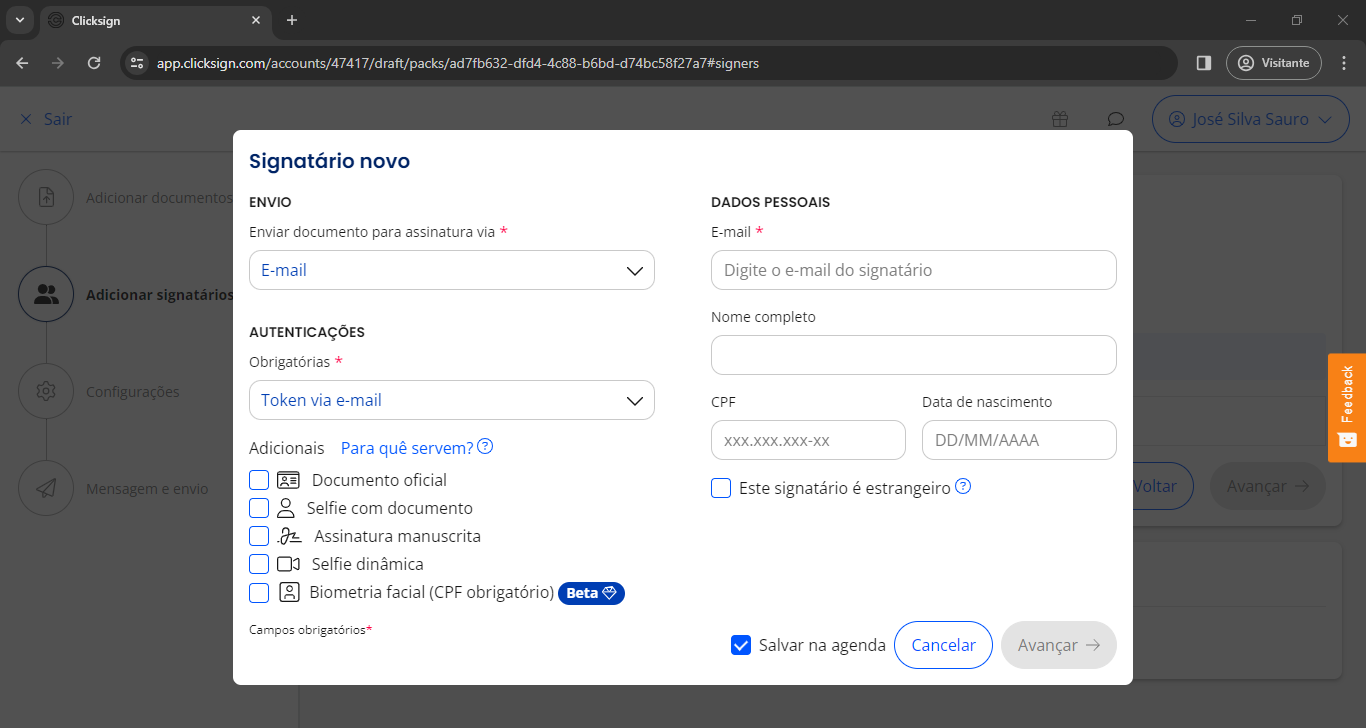 Clicksign
app.clicksign.com/accounts/47417/draft/packs/ad7fb632-dfd4-4c88-b6bd-d74bc58f27a7#signers
Visitante
Sair
José Silva Sauro
Adicionar documentos
Adicionar signatários
Configurações
Mensagem e envio
Signatário novo
ENVIO
Enviar documento para assinatura via *
E-mail
AUTENTICAÇÕES
Obrigatórias *
Token via e-mail
Adicionais Para quê servem? ?
Documento oficial
Selfie com documento
Assinatura manuscrita
Selfie dinâmica
Biometria facial (CPF obrigatório) Beta
Campos obrigatórios*
DADOS PESSOAIS
E-mail *
Digite o e-mail do signatário
Nome completo
CPF
xxx.xxx.xxx-xx
Data de nascimento
DD/MM/AAAA
Este signatário é estrangeiro ?
Salvar na agenda
Cancelar
Avançar →
Voltar
Avançar →
Feedback